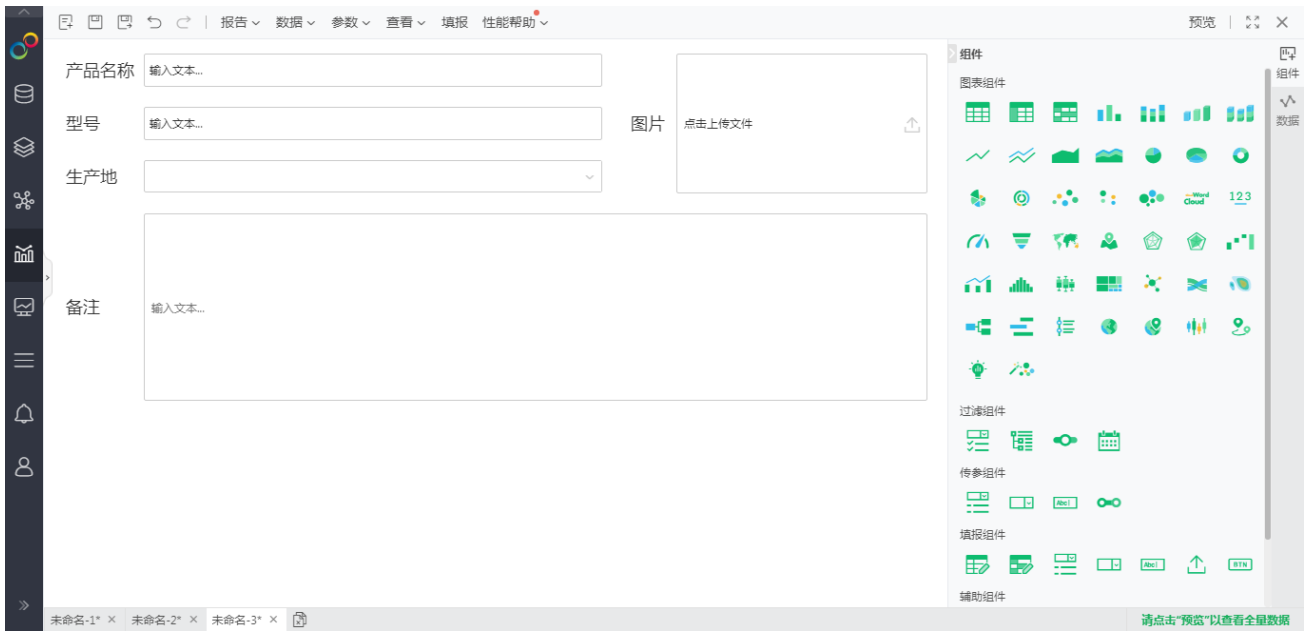 报告 数据 参数 查看 填报 性能帮助 预览
产品名称 输入文本...
型号 输入文本...
图片 点击上传文件
生产地
备注 输入文本...
组件
图表组件
Word
Cloud
123
过滤组件
传参组件
Abc
填报组件
Abc
BTN
辅助组件
组件
数据
未命名-1* 未命名-2* 未命名-3*
请点击“预览”以查看全量数据